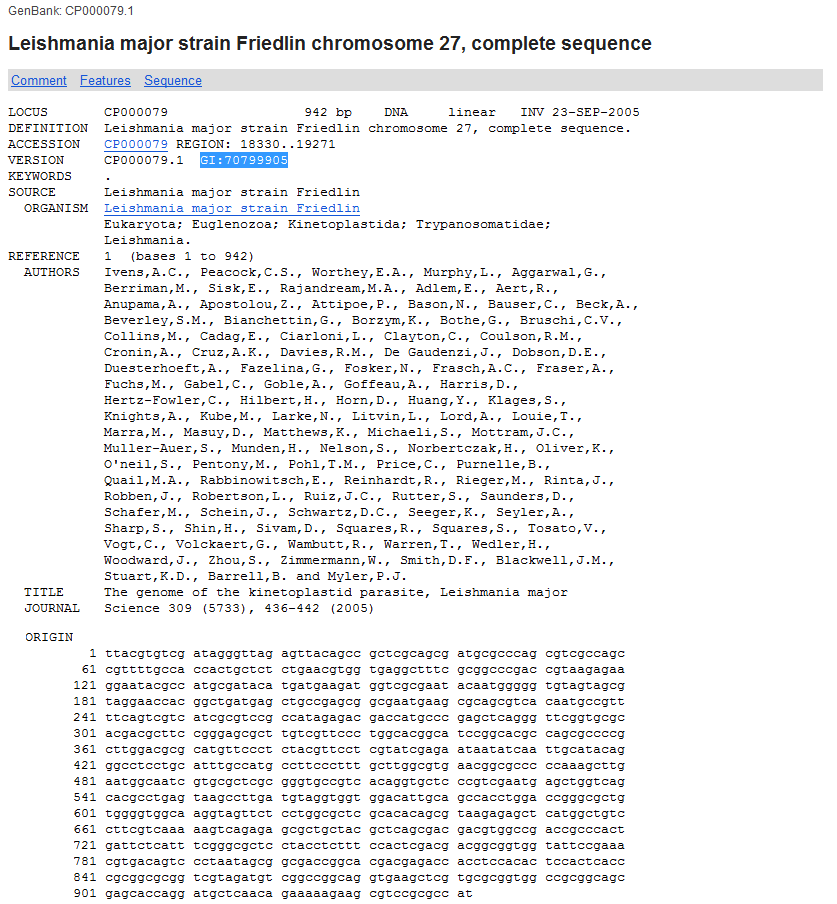 GenBank: CP000079.1
Leishmania major strain Friedlin chromosome 27, complete sequence
Comment Features Sequence
LOCUS CP000079 942 bp DNA linear INV 23-SEP-2005
DEFINITION Leishmania major strain Friedlin chromosome 27, complete sequence.
ACCESSION CP000079 REGION: 18330..19271
VERSION CP000079.1 GI:70799905
KEYWORDS .
SOURCE Leishmania major strain Friedlin
ORGANISM Leishmania major strain Friedlin
Eukaryota; Euglenozoa; Kinetoplastida; Trypanosomatidae;
Leishmania.
REFERENCE 1 (bases 1 to 942)
AUTHORS Ivens,A.C., Peacock,C.S., Worthey,E.A., Murphy,L., Aggarwal,G.,
Berriman,M., Sisk,E., Rajandream,M.A., Adlem,E., Aert,R.,
Anupama,A., Apostolou,Z., Attipoe,P., Bason,N., Bauser,C., Beck,A.,
Beverley,S.M., Bianchettin,G., Borzym,K., Bothe,G., Bruschi,C.V.,
Collins,M., Cadag,E., Ciarloni,L., Clayton,C., Coulson,R.M.,
Cronin,A., Cruz,A.K., Davies,R.M., De Gaudenzi,J., Dobson,D.E.,
Duesterhoeft,A., Fazelina,G., Fosker,N., Frasch,A.C., Fraser,A.,
Fuchs,M., Gabel,C., Goble,A., Goffeau,A., Harris,D.,
Hertz-Fowler,C., Hilbert,H., Horn,D., Huang,Y., Klages,S.,
Knights,A., Kube,M., Larke,N., Litvin,L., Lord,A., Louie,T.,
Marra,M., Masuy,D., Matthews,K., Michaeli,S., Mottram,J.C.,
Muller-Auer,S., Munden,H., Nelson,S., Norbertczak,H., Oliver,K.,
O'neil,S., Pentony,M., Pohl,T.M., Price,C., Purnelle,B.,
Quail,M.A., Rabbinowitsch,E., Reinhardt,R., Rieger,M., Rinta,J.,
Robben,J., Robertson,L., Ruiz,J.C., Rutter,S., Saunders,D.,
Schafer,M., Schein,J., Schwartz,D.C., Seeger,K., Seyler,A.,
Sharp,S., Shin,H., Sivam,D., Squares,R., Squares,S., Tosato,V.,
Vogt,C., Volckaert,G., Wambutt,R., Warren,T., Wedler,H.,
Woodward,J., Zhou,S., Zimmermann,W., Smith,D.F., Blackwell,J.M.,
Stuart,K.D., Barrell,B. and Myler,P.J.
TITLE The genome of the kinetoplastid parasite, Leishmania major
JOURNAL Science 309 (5733), 436-442 (2005)
ORIGIN
1 ttacgtgtcg atagggttag agttacagcc gctcgcagcg atgcgcccag cgtcgccagc
61 cgttttgcca ccactgctct ctgaacgtgg tgaggctttc gcggcccgac cgtaagagaa
121 ggaatacgcc atgcgataca tgatgaagat ggtcgcgaat acaatggggg tgtagtagcg
181 taggaaccac ggctgatgag ctgccgagcg gcgaatgaag cgcagcgtca caatgccgtt
241 ttcagtcgtc atcgcgtccg ccatagagac gaccatgccc gagctcaggg ttcggtgcgc
301 acgacgcttc cgggagcgct tgtcgttccc tggcacggca tccggcacgc cagcgccccg
361 cttggacgcg catgttccct ctacgttcct cgtatcgaga ataatatcaa ttgcatacag
421 ggcctcctgc atttgccatg cttcccttt gcttggcgtg aacggcgccc ccaaagcttg
481 aatggcaatc gtgcgctcgc gggtgccgtc acaggtgctc cccgtcgaatg agctggtcag
541 cacgcctgag taagccttga tgtaggtggt ggacattgca gccacctgga ccgggcgctg
601 tggggtggca aggtagttct cctggcgctc gcacacagcg taagagagct catggctgtc
661 cttcgtcaaa aagtcagaga gcgctgctac gctcagcgac gacgtggccg accgcccact
721 gattctcatt tcgggcgctc ctacctcttt ccactcgacg acggcggtgg tattccgaaa
781 cgtgacagtc cctaatagcg gcgaccggca cgacgagacc acctccacac tccactcacc
841 cgcggcgcgg tcgtagatgt cggccggcag gtgaagctcg tgcgcggtgg ccgcggcagc
901 gagcaccagg atgctcaaca gaaaaagaag cgtccgcgcc at